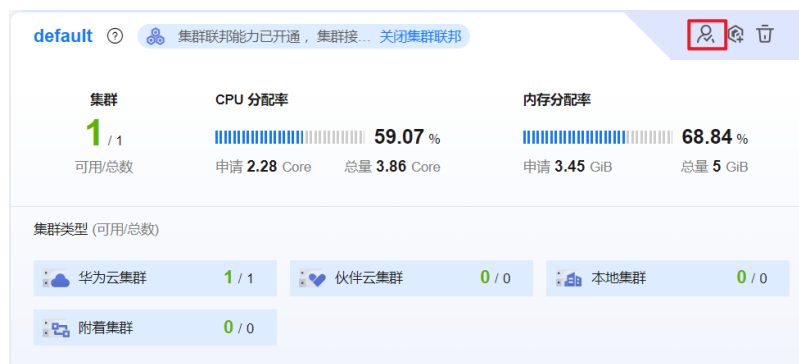 default ? 集群联邦能力已开通，集群接... 关闭集群联邦
集群 CPU 分配率 内存分配率
1 / 1 59.07 % 68.84 %
可用/总数 申请 2.28 Core 总量 3.86 Core 申请 3.45 GiB 总量 5 GiB
集群类型 (可用/总数)
华为云集群 1 / 1 伙伴云集群 0 / 0 本地集群 0 / 0
附着集群 0 / 0